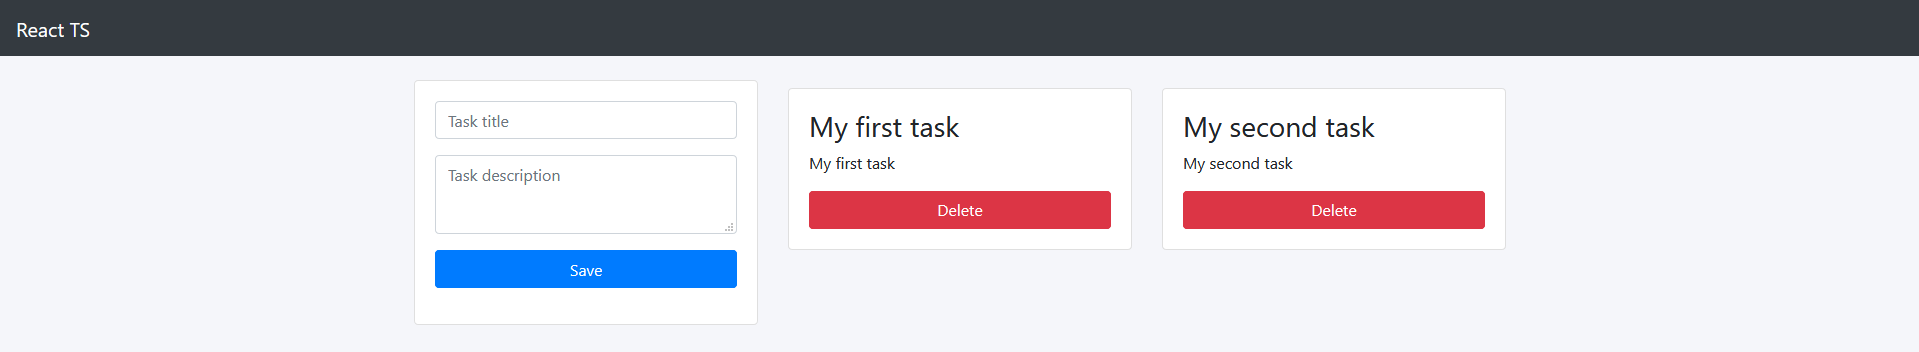 React TS
Task title
Task description
Save
My first task
My first task
Delete
My second task
My second task
Delete